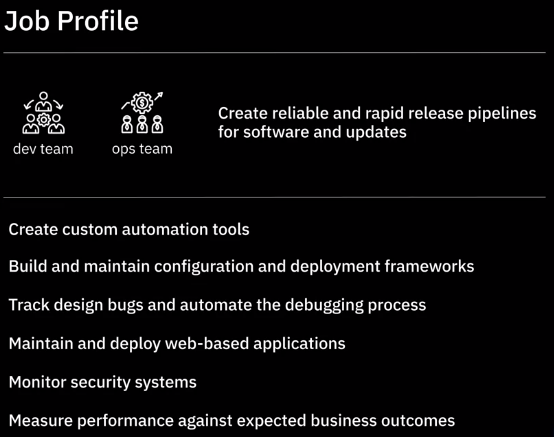 Job Profile
dev team
ops team
Create reliable and rapid release pipelines
for software and updates
Create custom automation tools
Build and maintain configuration and deployment frameworks
Track design bugs and automate the debugging process
Maintain and deploy web-based applications
Monitor security systems
Measure performance against expected business outcomes